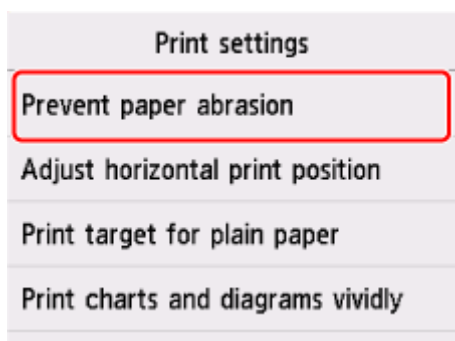 Print settings
Prevent paper abrasion
Adjust horizontal print position
Print target for plain paper
Print charts and diagrams vividly